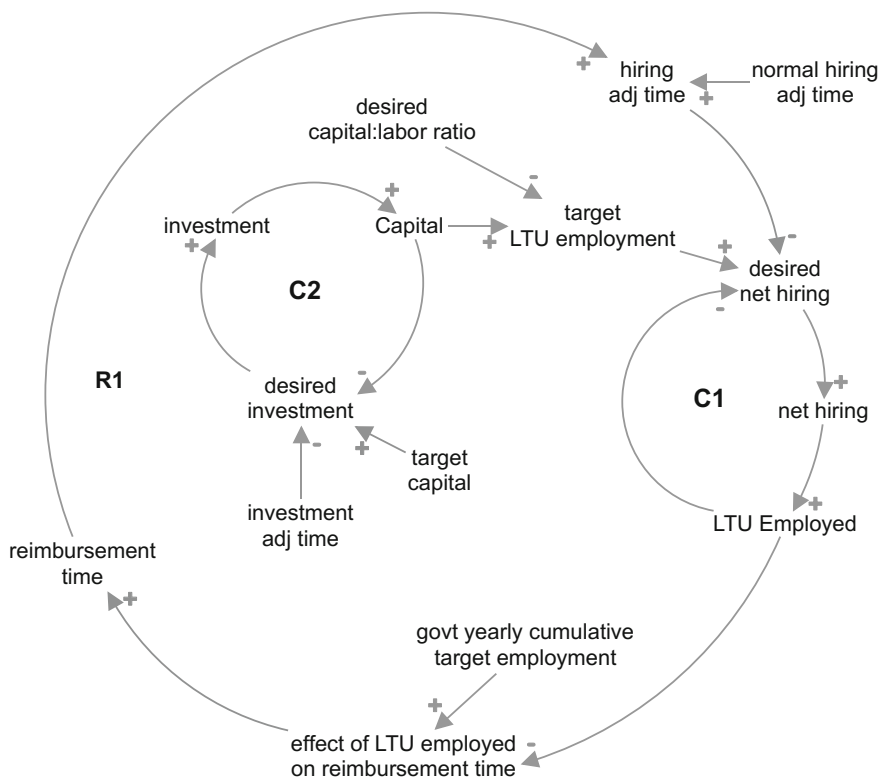 hiring
adj time
normal hiring
adj time
+
+
desired
capital:labor ratio
-
+
investment
+
Capital
+
target
LTU employment
+
-
desired
net hiring
-
C2
R1
-
desired
investment
-
+
target
capital
investment
adj time
C1
+
net hiring
+
LTU Employed
reimbursement
time
+
govt yearly cumulative
target employment
+
-
effect of LTU employed
on reimbursement time